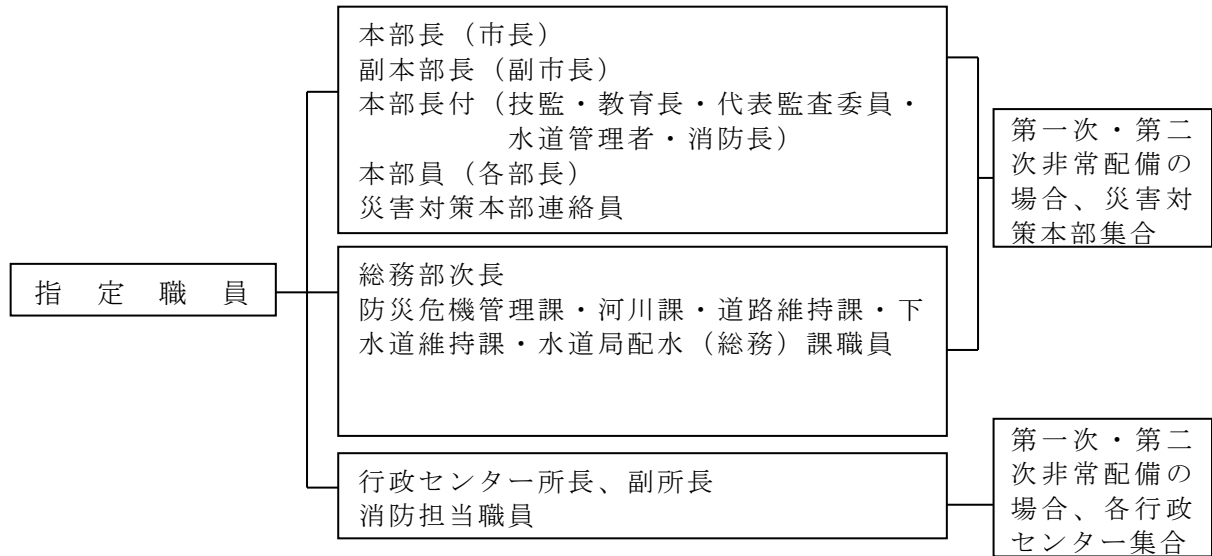 本部長（市長）
副本部長（副市長）
本部長付（技監・教育長・代表監査委員・
水道管理者・消防長）
本部員（各部長）
災害対策本部連絡員
第一次・第二
次非常配備の
場合、災害対
策本部集合
指定職員
総務部次長
防災危機管理課・河川課・道路維持課・下
水道維持課・水道局配水（総務）課職員
行政センター所長、副所長
消防担当職員
第一次・第二
次非常配備の
場合、各行政
センター集合